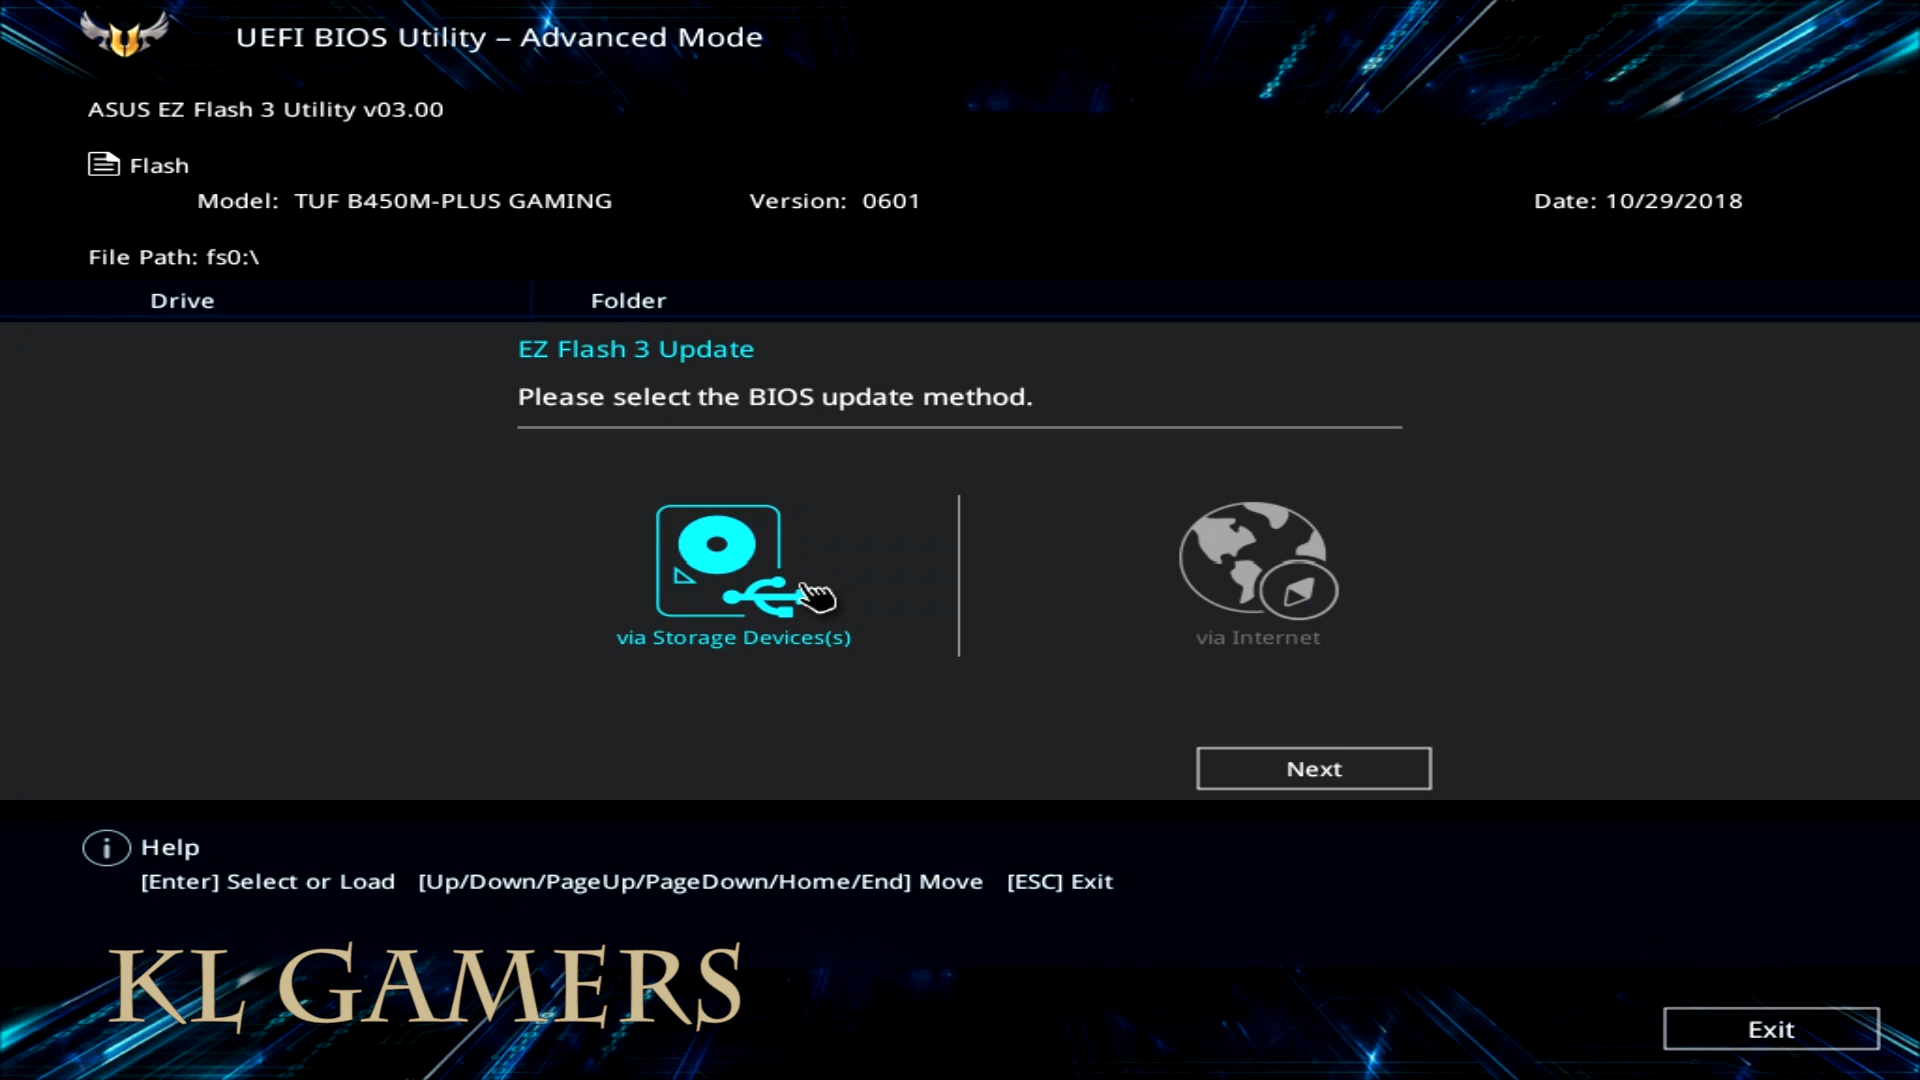 UEFI BIOS Utility – Advanced Mode
ASUS EZ Flash 3 Utility v03.00
Flash
Model: TUF B450M-PLUS GAMING Version: 0601 Date: 10/29/2018
File Path: fs0:\
Drive Folder
EZ Flash 3 Update
Please select the BIOS update method.
via Storage Devices(s) via Internet
Next
Help
[Enter] Select or Load [Up/Down/PageUp/PageDown/Home/End] Move [ESC] Exit
KL GAMERS
Exit